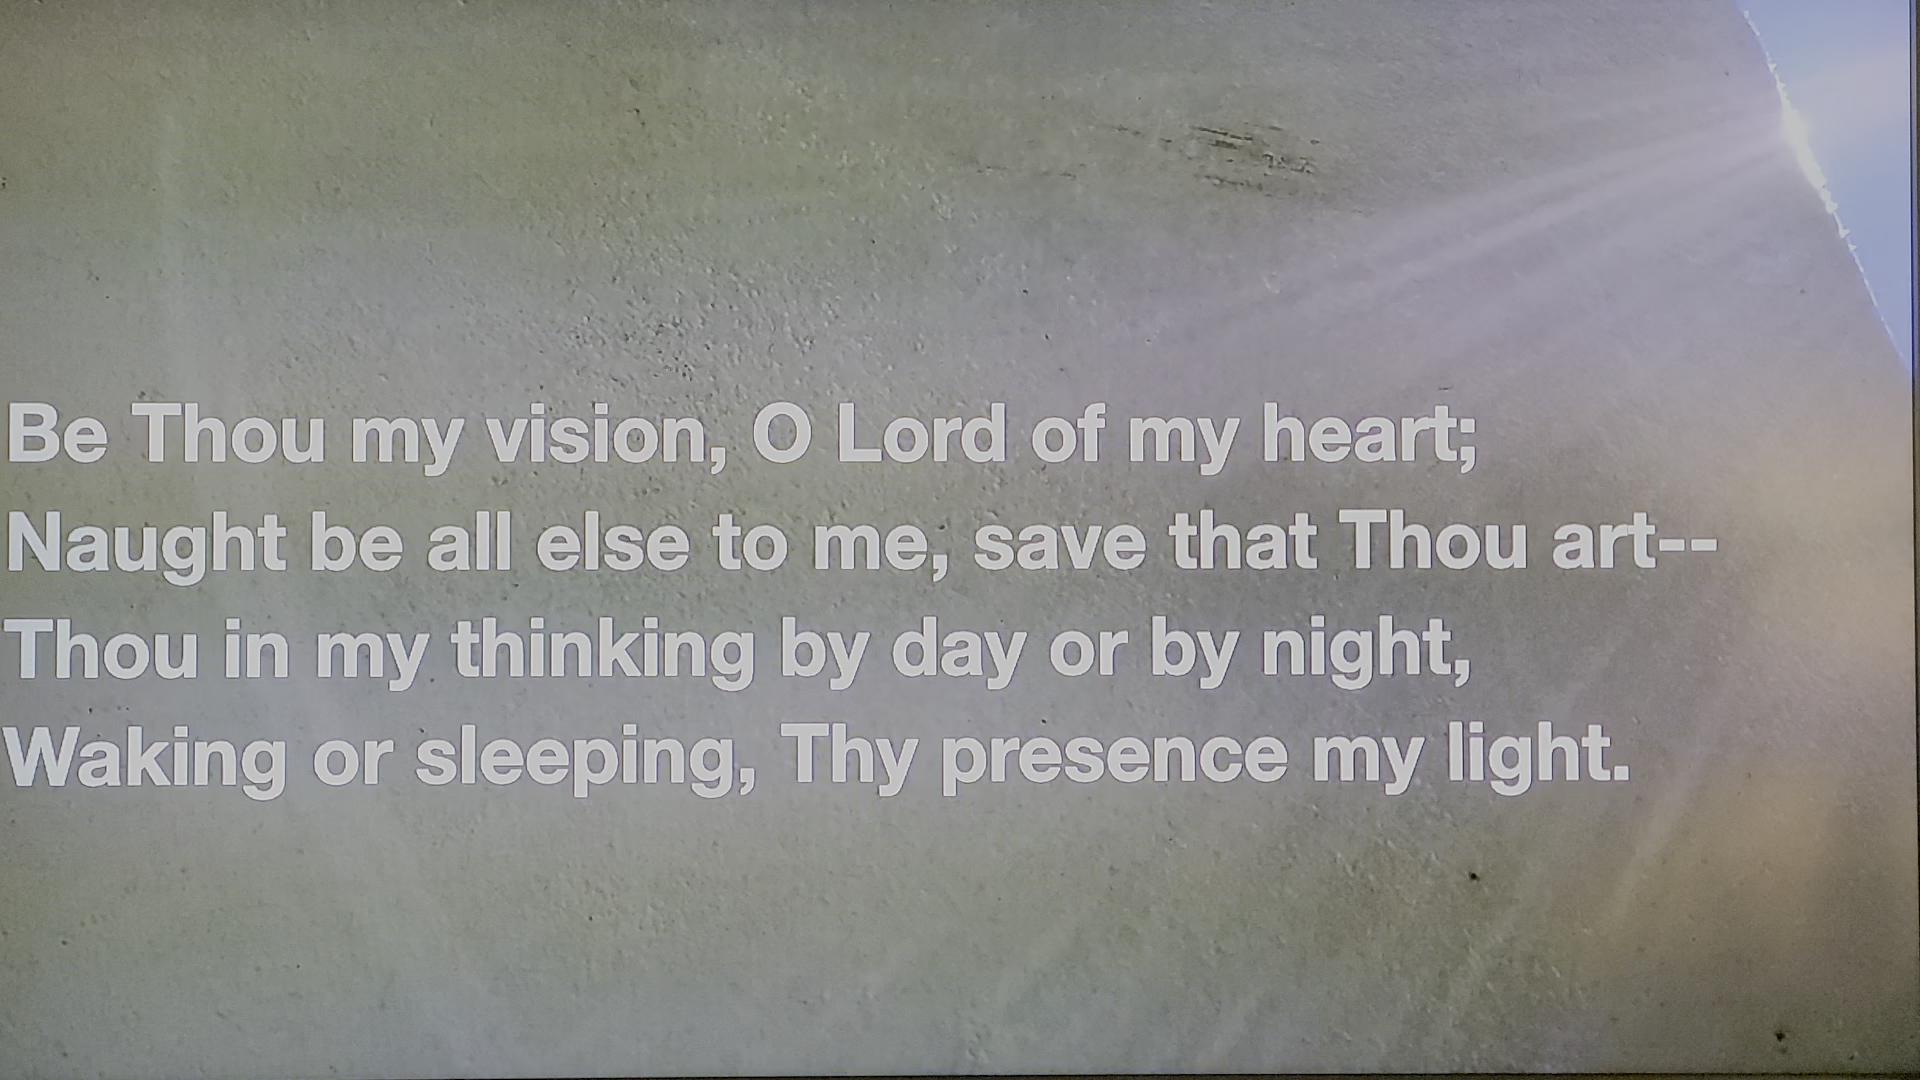 Be Thou my vision, O Lord of my heart;
Naught be all else to me, save that Thou art--
Thou in my thinking by day or by night,
Waking or sleeping, Thy presence my light.